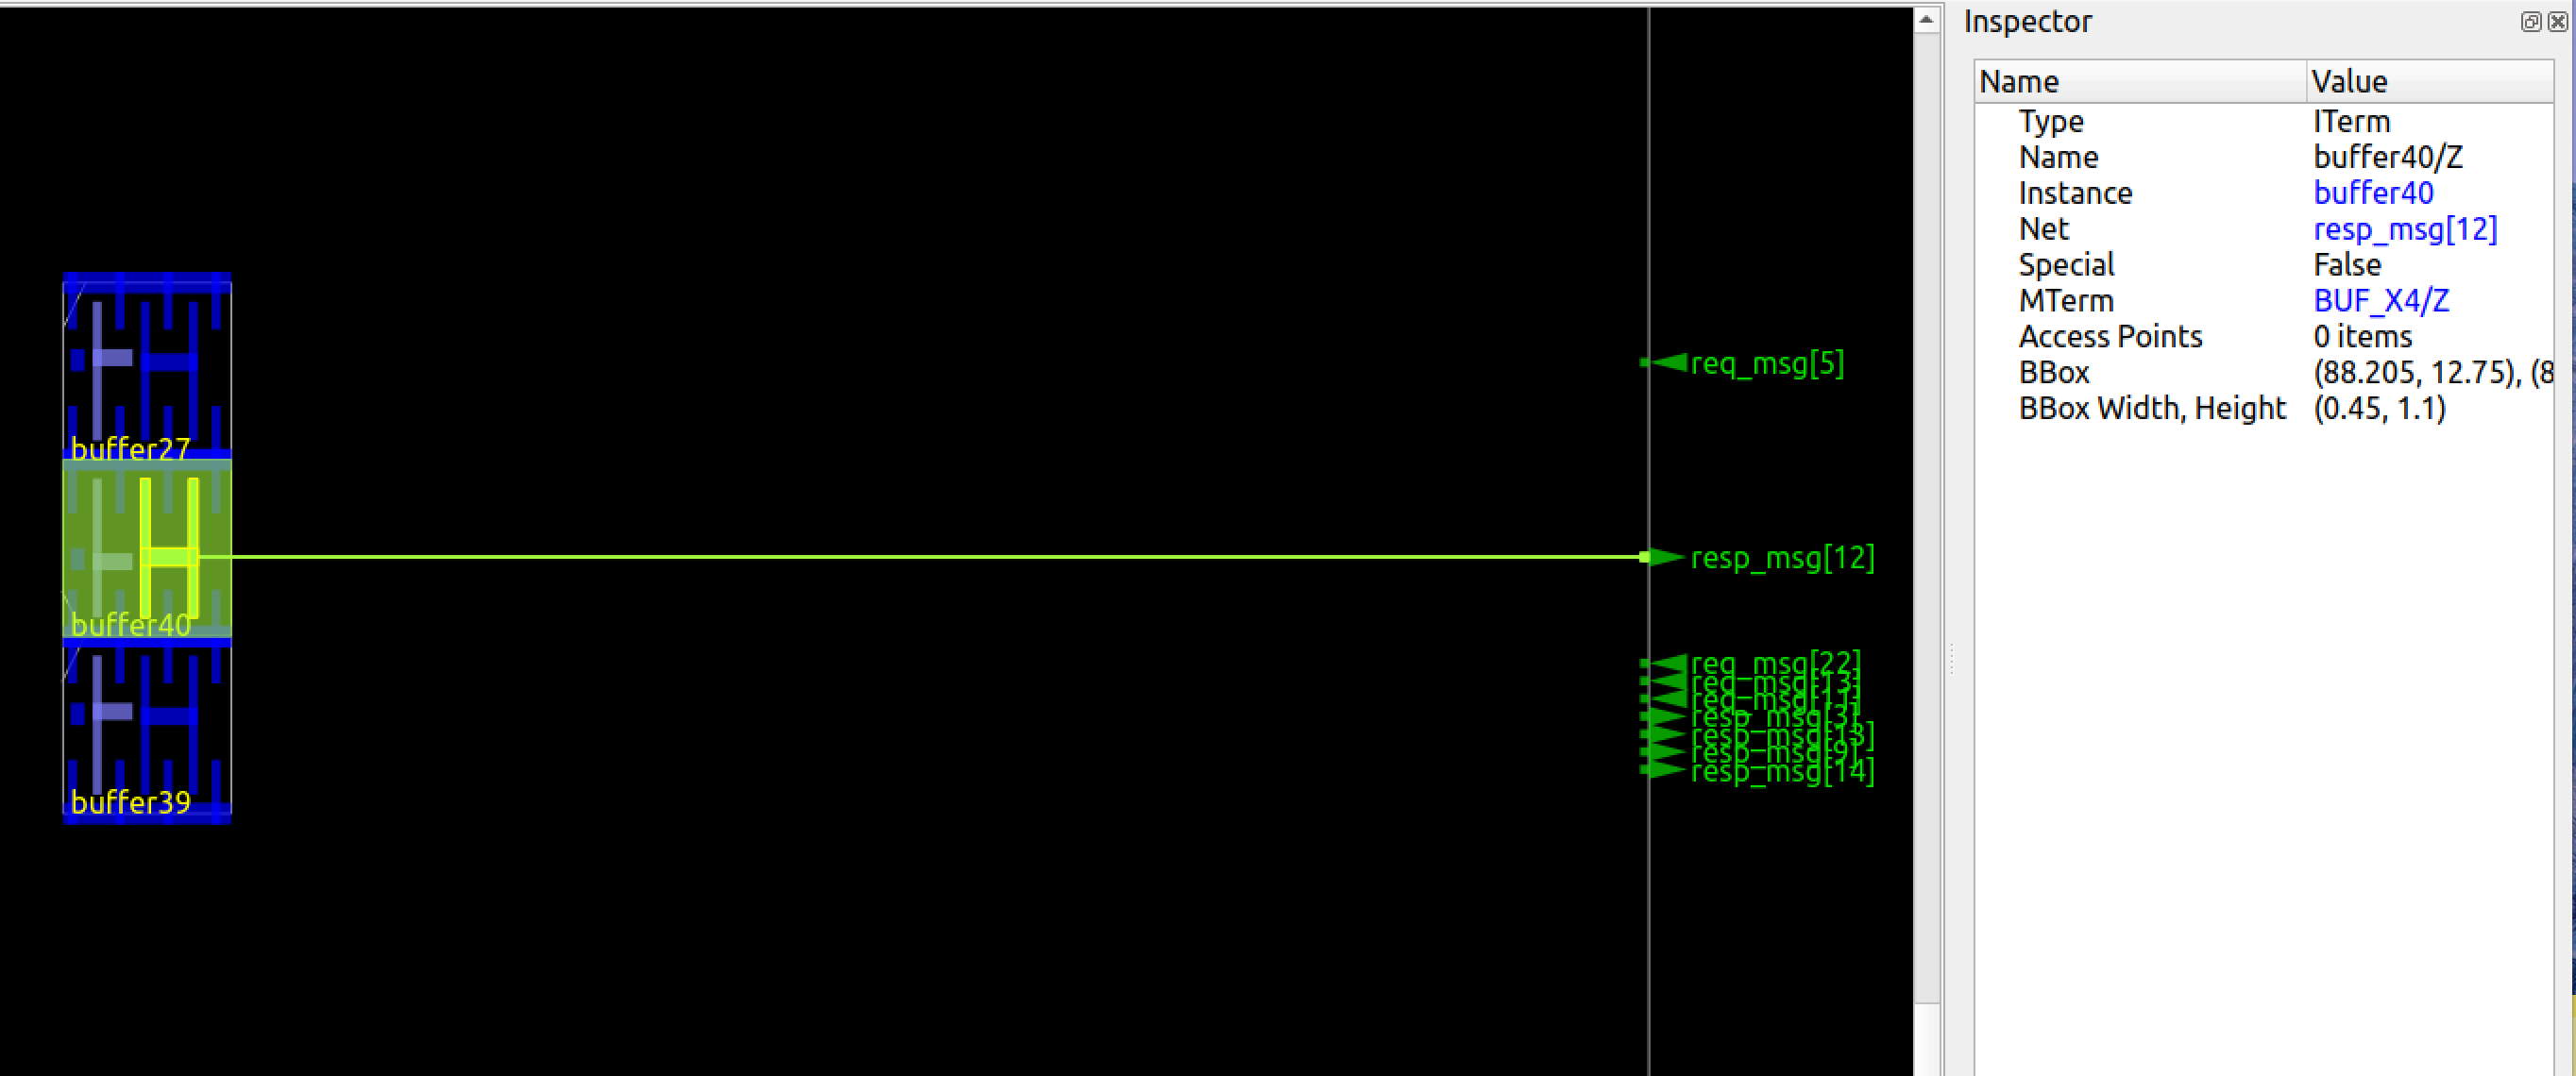 Inspector
Name Value
Type ITerm
Name buffer40/Z
Instance buffer40
Net resp_msg[12]
Special False
MTerm BUF_X4/Z
Access Points 0 items
BBox (88.205, 12.75), (8
BBox Width, Height (0.45, 1.1)
buffer27
buffer40
buffer39
req_msg[5]
resp_msg[12]
req_msg[22]
req_msg[13]
req_msg[11]
resp_msg[3]
resp_msg[13]
resp_msg[9]
resp_msg[14]